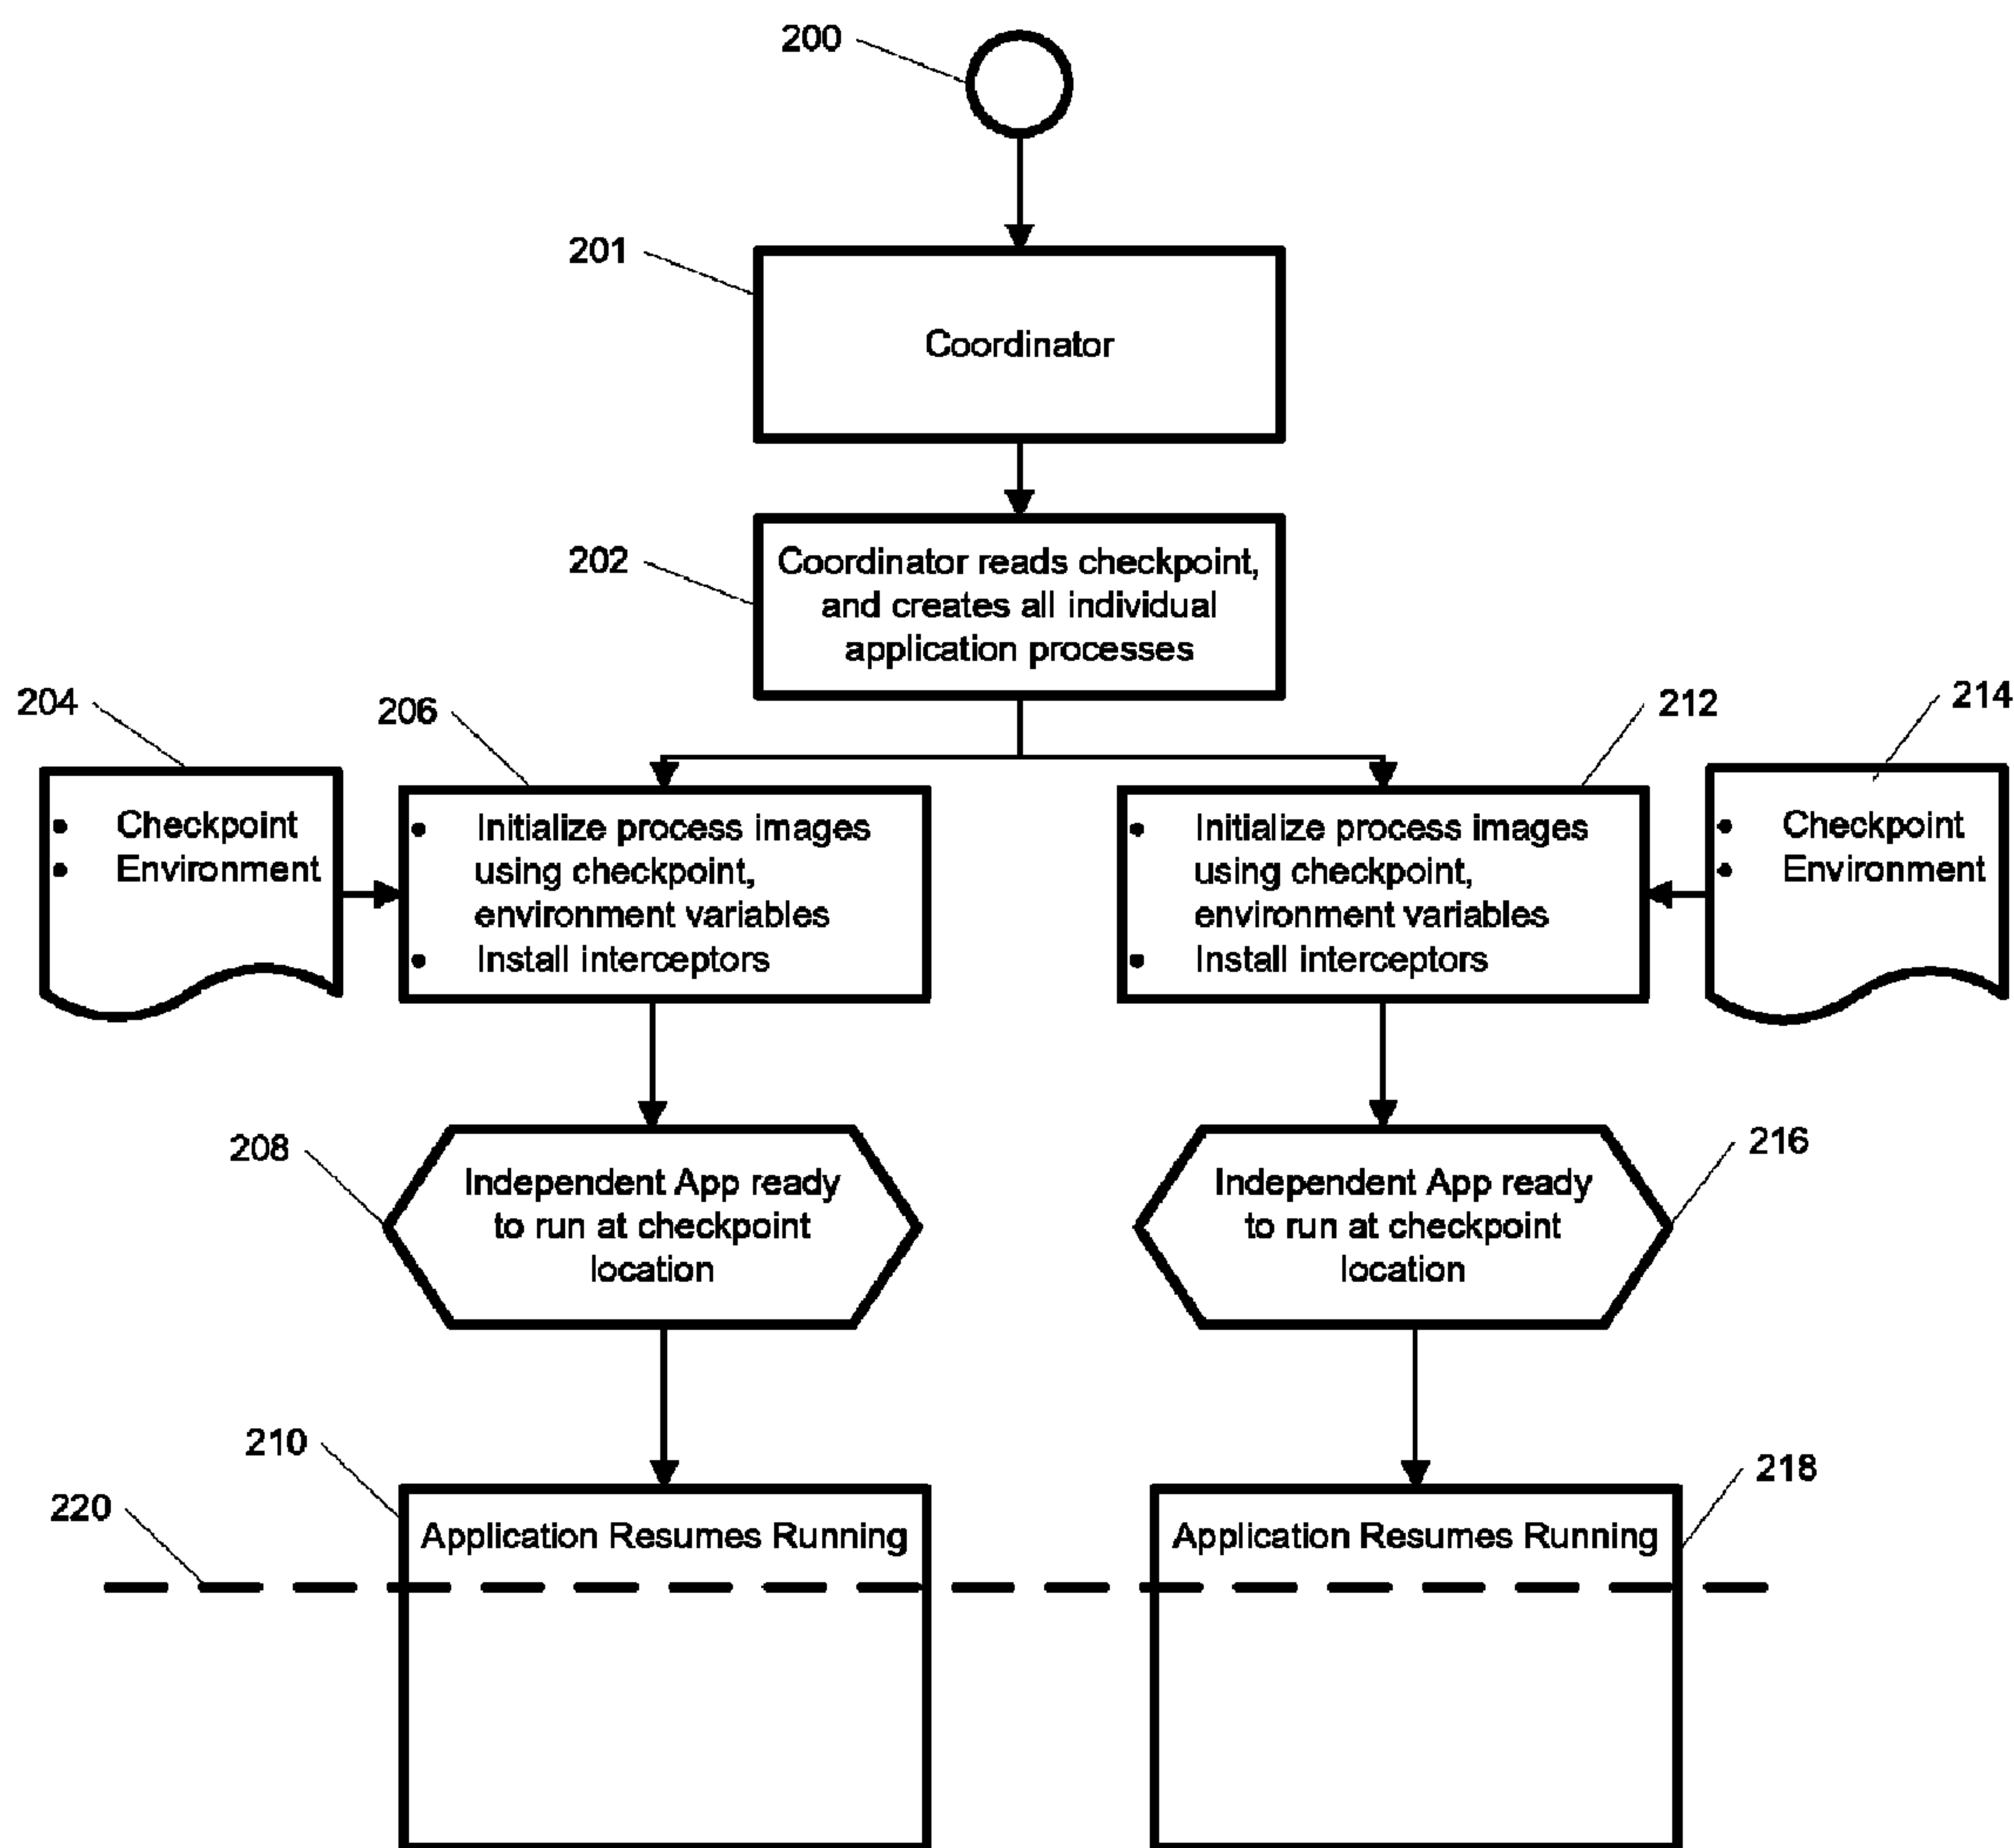 200
201
Coordinator
202
Coordinator reads checkpoint,
and creates all individual
application processes
204
206
212
214
• Checkpoint
• Environment
• Initialize process images
using checkpoint,
environment variables
• Install interceptors
• Initialize process images
using checkpoint,
environment variables
• Install interceptors
• Checkpoint
• Environment
208
Independent App ready
to run at checkpoint
location
Independent App ready
to run at checkpoint
location
216
210
Application Resumes Running
Application Resumes Running
218
220